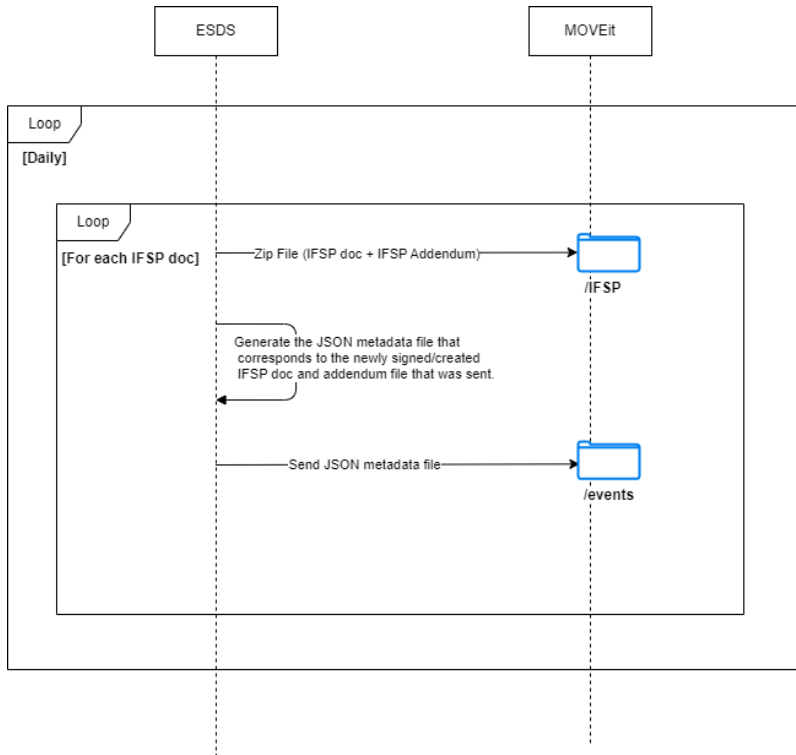 ESDS
MOVEit
Loop
[Daily]
Loop
[For each IFSP doc]
Zip File (IFSP doc + IFSP Addendum)
/IFSP
Generate the JSON metadata file that
corresponds to the newly signed/created
IFSP doc and addendum file that was sent.
Send JSON metadata file
/events